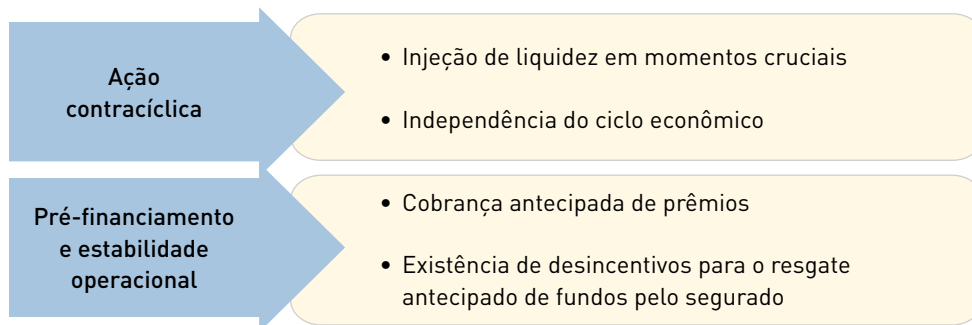 Ação
contracíclica
• Injeção de liquidez em momentos cruciais
• Independência do ciclo econômico
Pré-financiamento
e estabilidade
operacional
• Cobrança antecipada de prêmios
• Existência de desincentivos para o resgate
antecipado de fundos pelo segurado